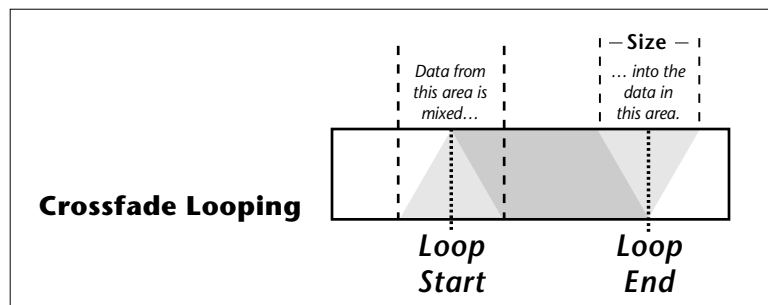 – Size –
Data from
this area is
mixed…
… into the
data in
this area.
Crossfade Looping
Loop
Start
Loop
End